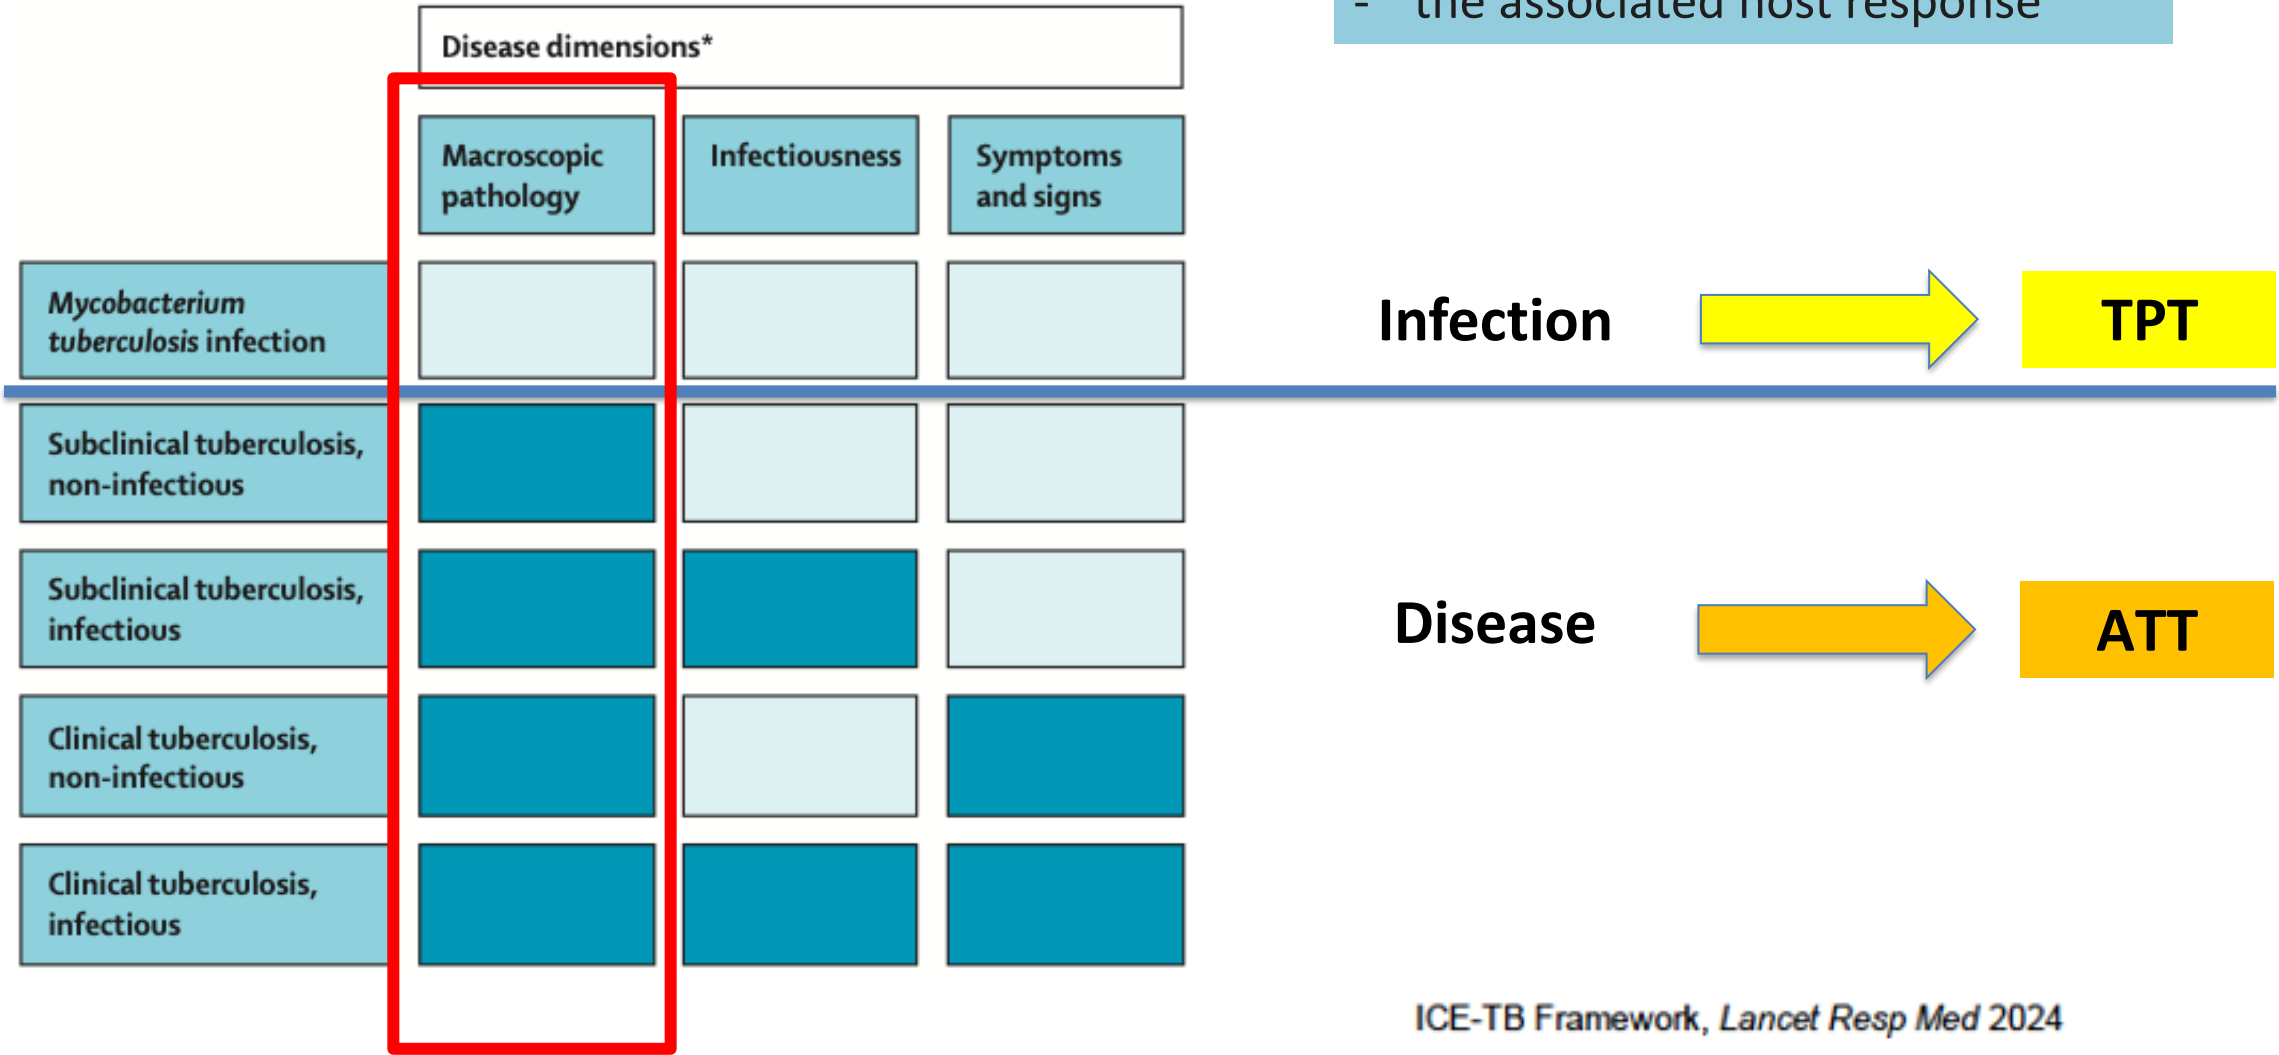 - the associated host response
Disease dimensions*
Macroscopic
pathology
Infectiousness
Symptoms
and signs
Mycobacterium
tuberculosis infection
Infection
TPT
Subclinical tuberculosis,
non-infectious
Subclinical tuberculosis,
infectious
Disease
ATT
Clinical tuberculosis,
non-infectious
Clinical tuberculosis,
infectious
ICE-TB Framework, Lancet Resp Med 2024